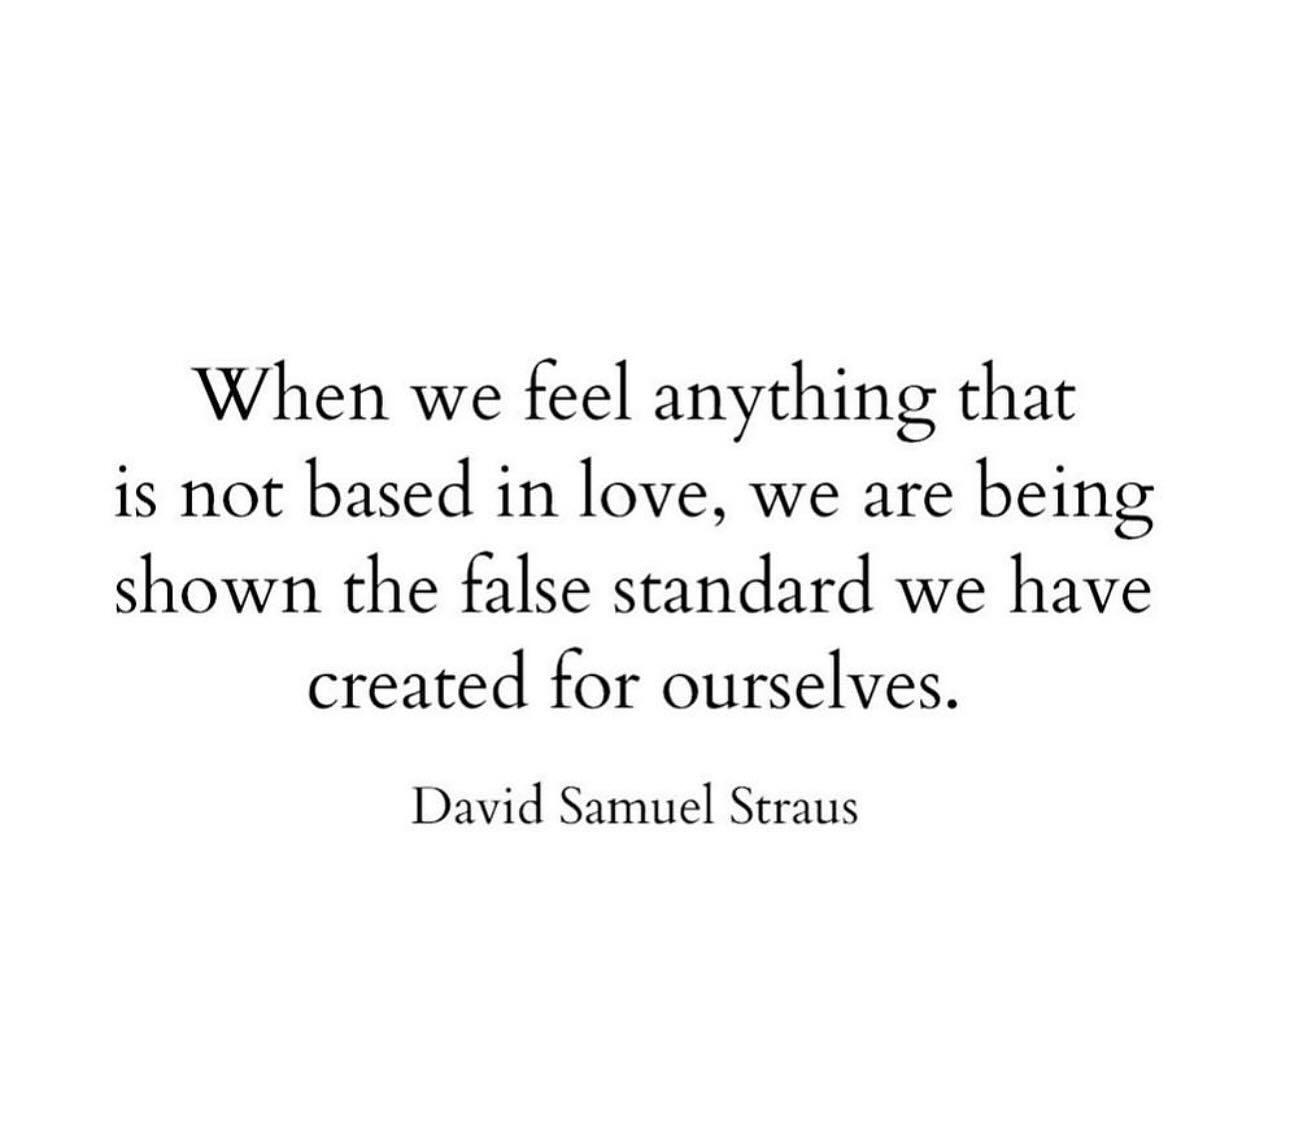 When we feel anything that
is not based in love, we are being
shown the false standard we have
created for ourselves.
David Samuel Straus